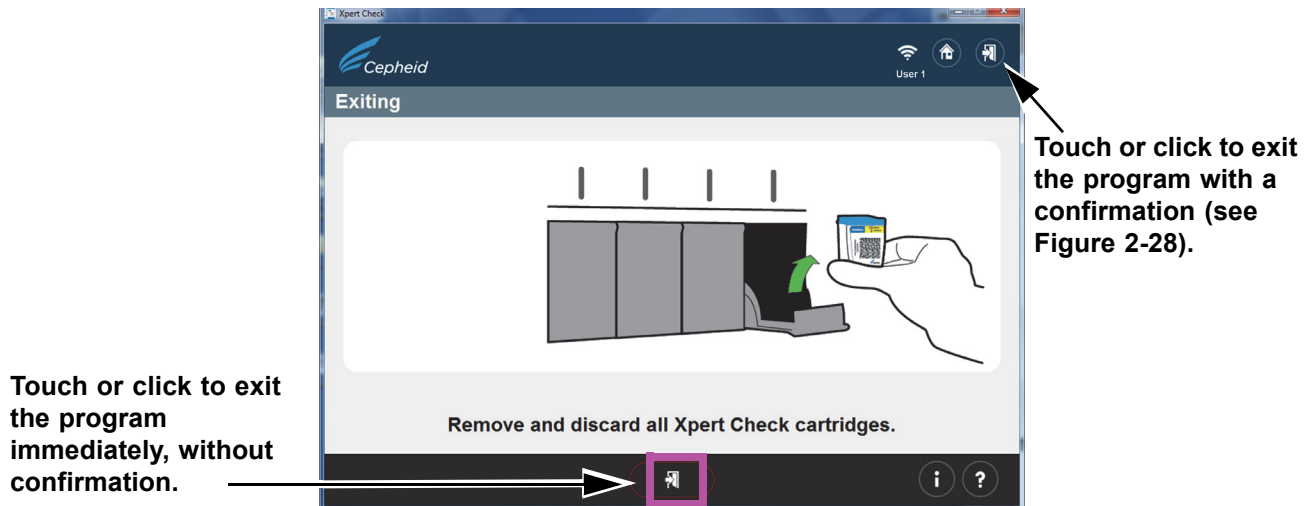 Xpert Check
Cepheid
User 1
Exiting
Touch or click to exit
the program with a
confirmation (see
Figure 2-28).
Touch or click to exit
the program
immediately, without
confirmation.
Remove and discard all Xpert Check cartridges.
i ?